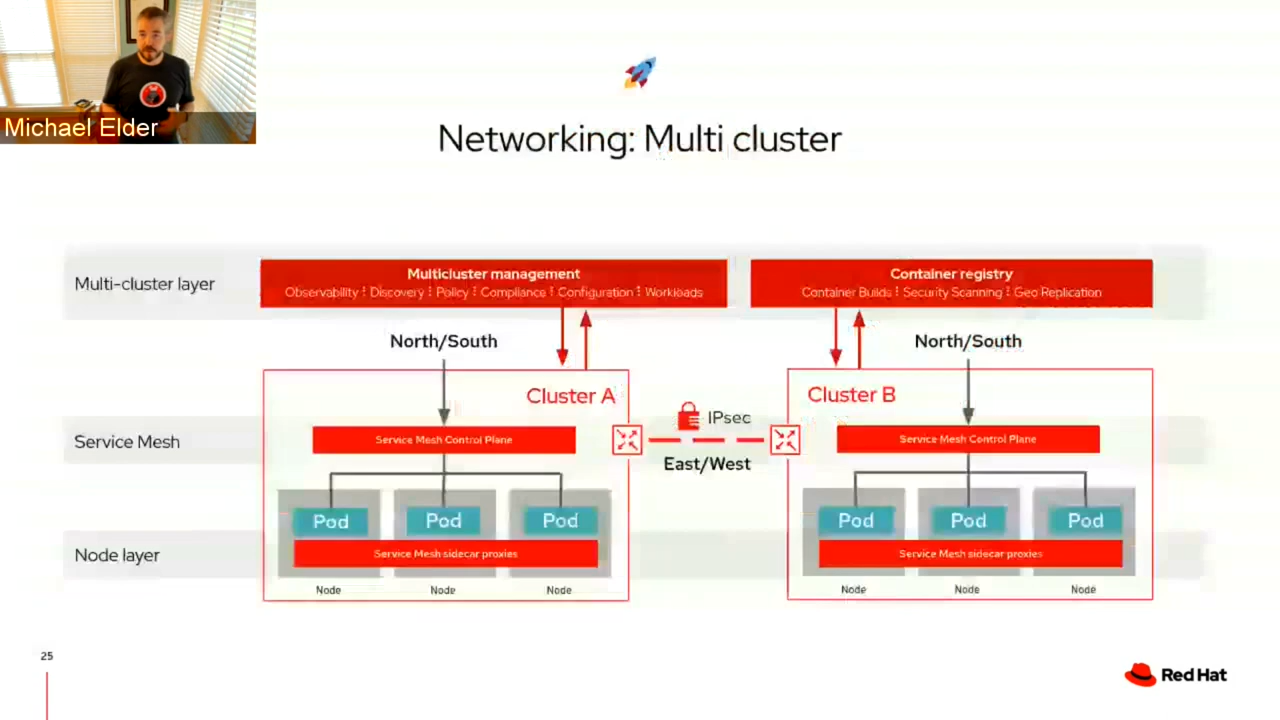 Michael Elder
Networking: Multi cluster
Multi-cluster layer
Multicluster management
Observability ⋮ Discovery ⋮ Policy ⋮ Compliance ⋮ Configuration ⋮ Workloads
Container registry
Container Builds ⋮ Security Scanning ⋮ Geo Replication
North/South
North/South
Cluster A
Cluster B
IPsec
East/West
Service Mesh
Service Mesh Control Plane
Service Mesh Control Plane
Pod
Pod
Pod
Pod
Pod
Pod
Node layer
Service Mesh sidecar proxies
Service Mesh sidecar proxies
Node
Node
Node
Node
Node
Node
25
Red Hat